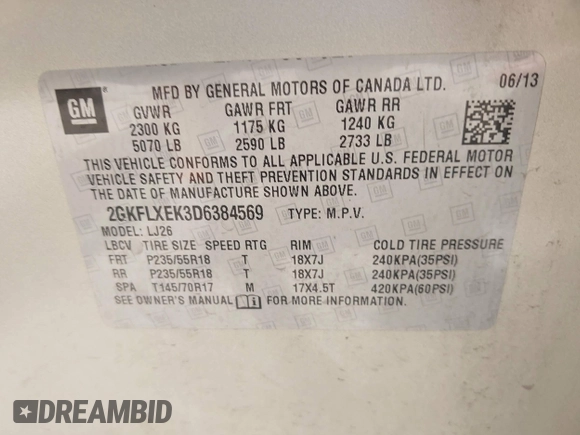 GM
MFD BY GENERAL MOTORS OF CANADA LTD. 06/13
GVWR GAWR FRT GAWR RR
2300 KG 1175 KG 1240 KG
5070 LB 2590 LB 2733 LB
THIS VEHICLE CONFORMS TO ALL APPLICABLE U.S. FEDERAL MOTOR
VEHICLE SAFETY AND THEFT PREVENTION STANDARDS IN EFFECT ON
THE DATE OF MANUFACTURE SHOWN ABOVE.
2GKFLXEK3D6384569 TYPE: M.P.V.
MODEL: LJ26
LBCV TIRE SIZE SPEED RTG RIM COLD TIRE PRESSURE
FRT P235/55R18 T 18X7J 240KPA(35PSI)
RR P235/55R18 T 18X7J 240KPA(35PSI)
SPA T145/70R17 M 17X4.5T 420KPA(60PSI)
SEE OWNER'S MANUAL FOR MORE INFORMATION.
DREAMBID